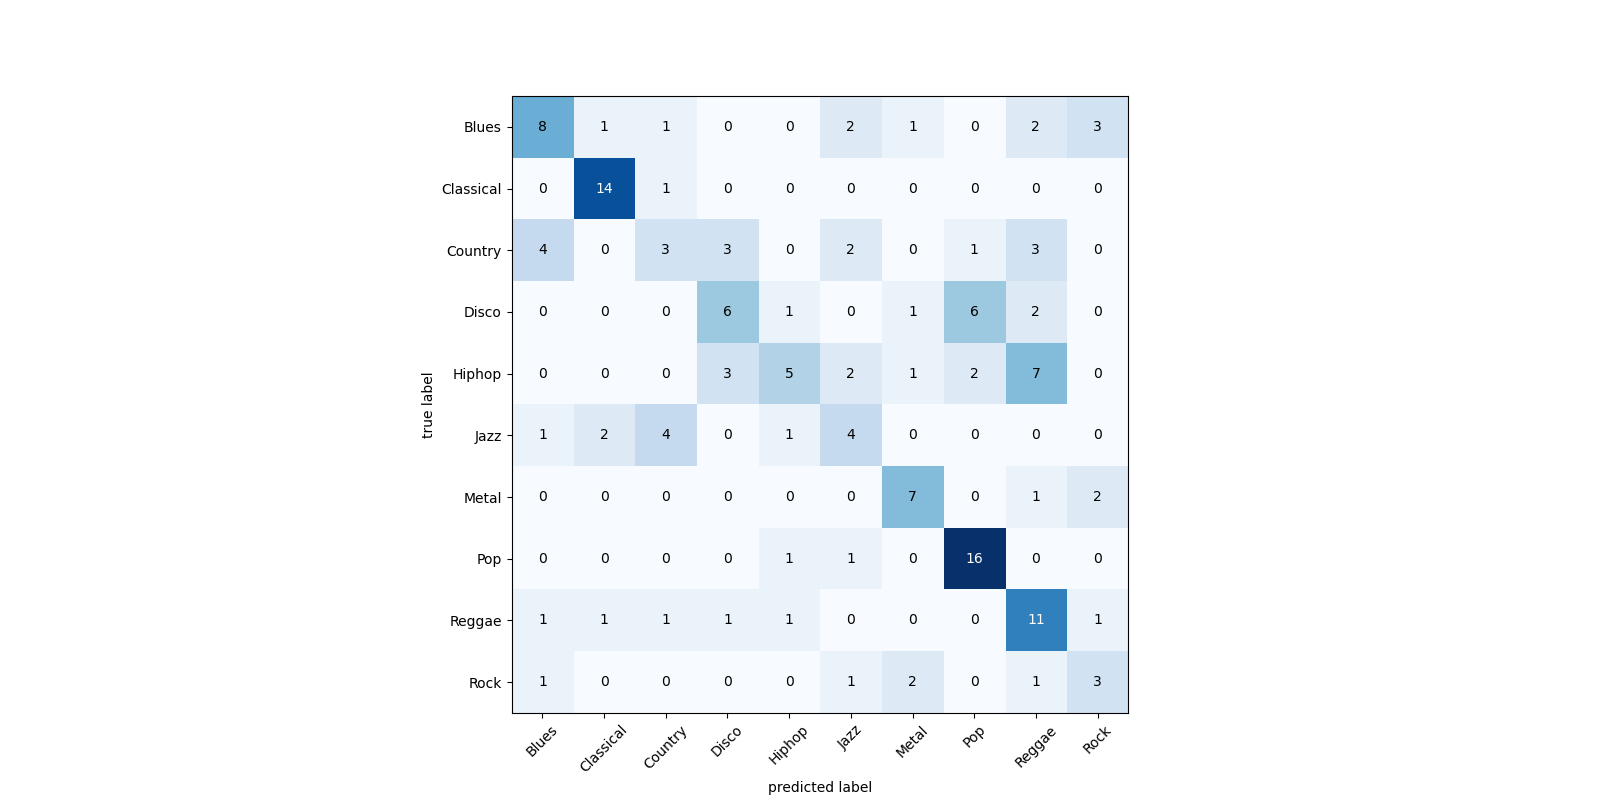 Blues 8 1 1 0 0 2 1 0 2 3
Classical 0 14 1 0 0 0 0 0 0 0
Country 4 0 3 3 0 2 0 1 3 0
Disco 0 0 0 6 1 0 1 6 2 0
Hiphop 0 0 0 3 5 2 1 2 7 0
true label
Jazz 1 2 4 0 1 4 0 0 0 0
Metal 0 0 0 0 0 0 7 0 1 2
Pop 0 0 0 0 1 1 0 16 0 0
Reggae 1 1 1 1 1 0 0 0 11 1
Rock 1 0 0 0 0 1 2 0 1 3
Blues Classical Country Disco Hiphop Jazz Metal Pop Reggae Rock
predicted label